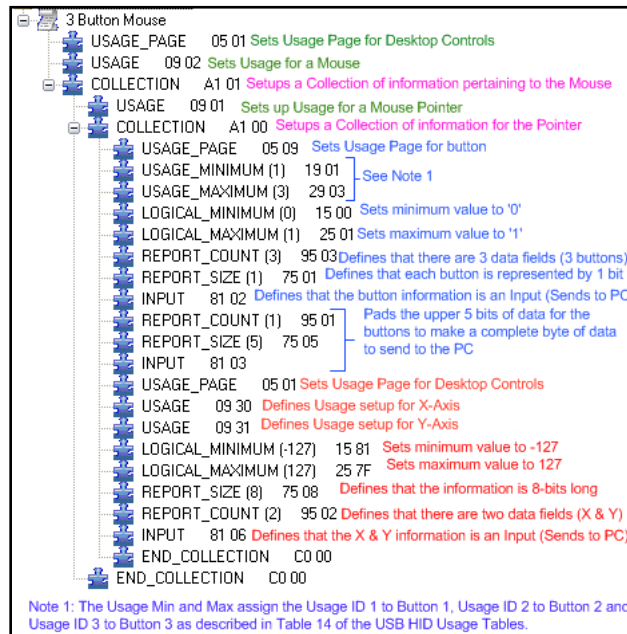 3 Button Mouse
USAGE_PAGE 05 01 Sets Usage Page for Desktop Controls
USAGE 09 02 Sets Usage for a Mouse
COLLECTION A1 01 Setups a Collection of information pertaining to the Mouse
USAGE 09 01 Sets up Usage for a Mouse Pointer
COLLECTION A1 00 Setups a Collection of information for the Pointer
USAGE_PAGE 05 09 Sets Usage Page for button
USAGE_MINIMUM (1) 19 01
See Note 1
USAGE_MAXIMUM (3) 29 03
LOGICAL_MINIMUM (0) 15 00 Sets minimum value to '0'
LOGICAL_MAXIMUM (1) 25 01 Sets maximum value to '1'
REPORT_COUNT (3) 95 03 Defines that there are 3 data fields (3 buttons)
REPORT_SIZE (1) 75 01 Defines that each button is represented by 1 bit
INPUT 81 02 Defines that the button information is an Input (Sends to PC
REPORT_COUNT (1) 95 01 Pads the upper 5 bits of data for the
REPORT_SIZE (5) 75 05 buttons to make a complete byte of data
INPUT 81 03 to send to the PC
USAGE_PAGE 05 01 Sets Usage Page for Desktop Controls
USAGE 09 30 Defines Usage setup for X-Axis
USAGE 09 31 Defines Usage setup for Y-Axis
LOGICAL_MINIMUM (-127) 15 81 Sets minimum value to -127
LOGICAL_MAXIMUM (127) 25 7F Sets maximum value to 127
REPORT_SIZE (8) 75 08 Defines that the information is 8-bits long
REPORT_COUNT (2) 95 02 Defines that there are two data fields (X & Y)
INPUT 81 06 Defines that the X & Y information is an Input (Sends to PC)
END_COLLECTION C0 00
END_COLLECTION C0 00
Note 1: The Usage Min and Max assign the Usage ID 1 to Button 1, Usage ID 2 to Button 2 and
Usage ID 3 to Button 3 as described in Table 14 of the USB HID Usage Tables.